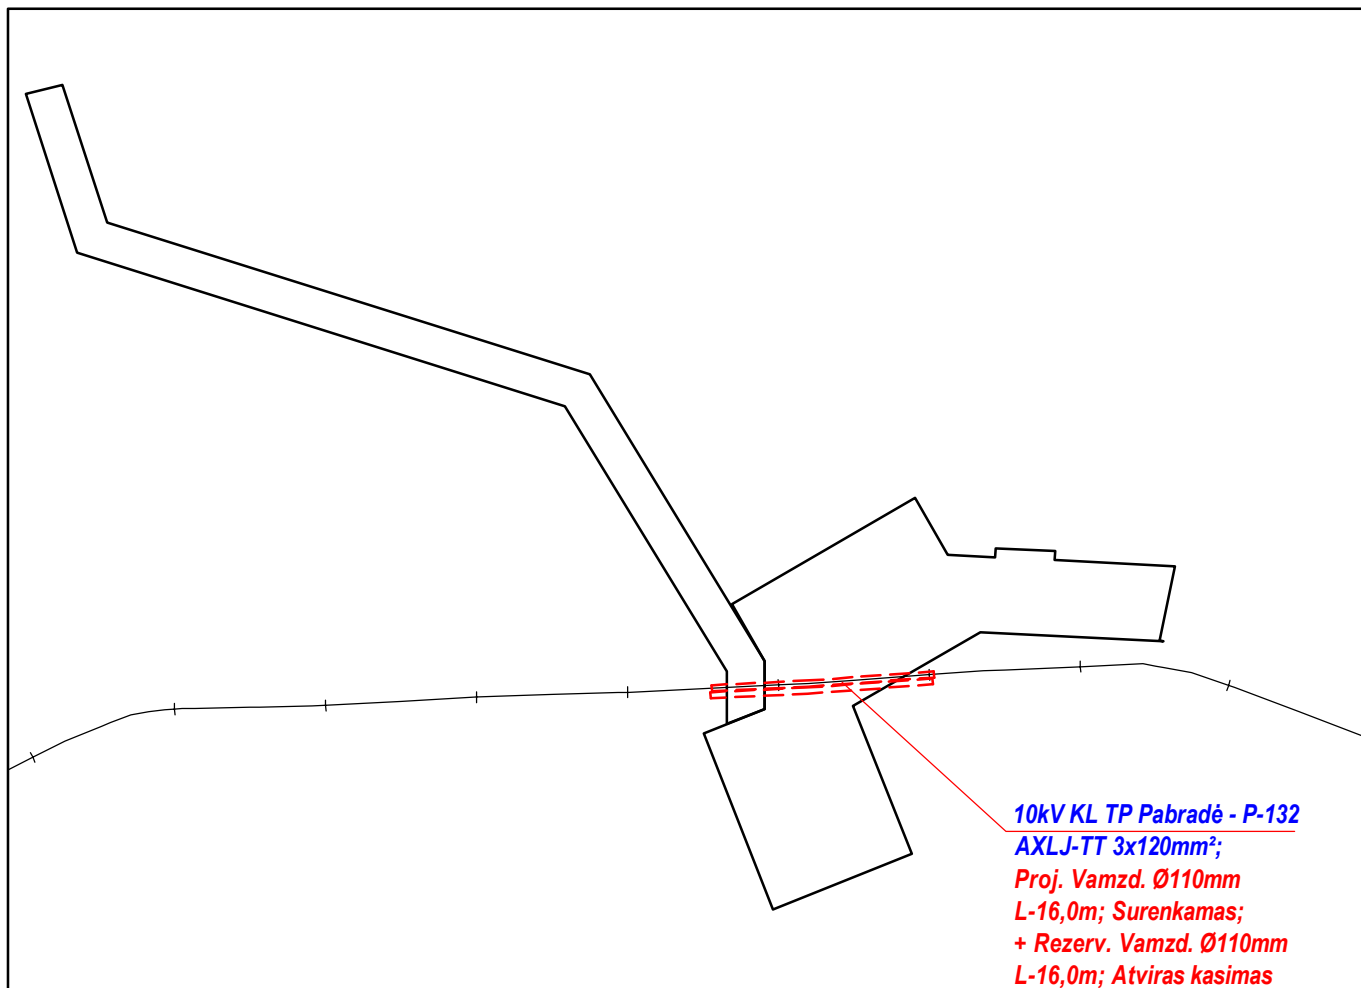 10kV KL TP Pabradė - P-132
AXLJ-TT 3x120mm²;
Proj. Vamzd. Ø110mm
L-16,0m; Surenkamas;
+ Rezerv. Vamzd. Ø110mm
L-16,0m; Atviras kasimas